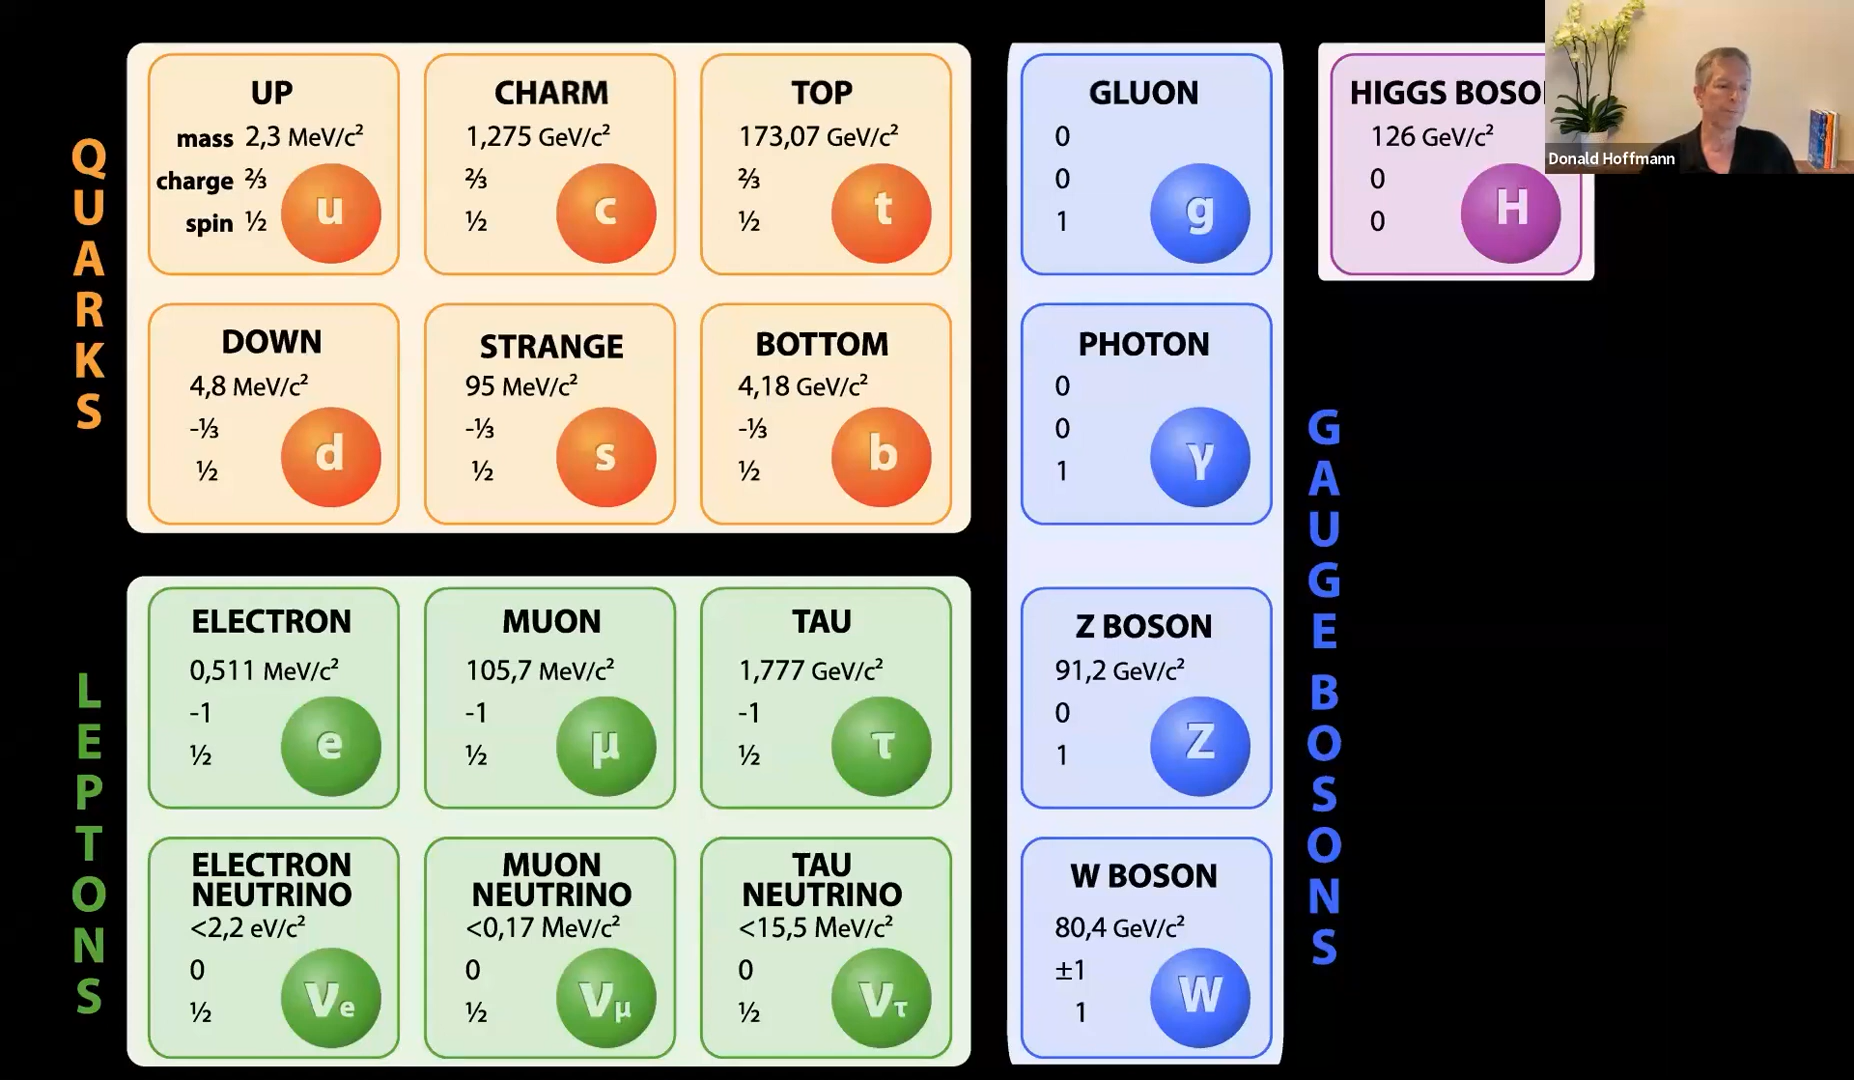 QUARKS
UP
mass 2,3 MeV/c²
charge ⅔
spin ½
u
CHARM
1,275 GeV/c²
⅔
½
c
TOP
173,07 GeV/c²
⅔
½
t
DOWN
4,8 MeV/c²
-⅓
½
d
STRANGE
95 MeV/c²
-⅓
½
s
BOTTOM
4,18 GeV/c²
-⅓
½
b
LEPTONS
ELECTRON
0,511 MeV/c²
-1
½
e
MUON
105,7 MeV/c²
-1
½
μ
TAU
1,777 GeV/c²
-1
½
τ
ELECTRON
NEUTRINO
<2,2 eV/c²
0
½
νe
MUON
NEUTRINO
<0,17 MeV/c²
0
½
νμ
TAU
NEUTRINO
<15,5 MeV/c²
0
½
ντ
GLUON
0
0
1
g
PHOTON
0
0
1
γ
Z BOSON
91,2 GeV/c²
0
1
Z
W BOSON
80,4 GeV/c²
±1
1
W
GAUGE BOSONS
HIGGS BOSO
126 GeV/c²
0
0
H
Donald Hoffmann